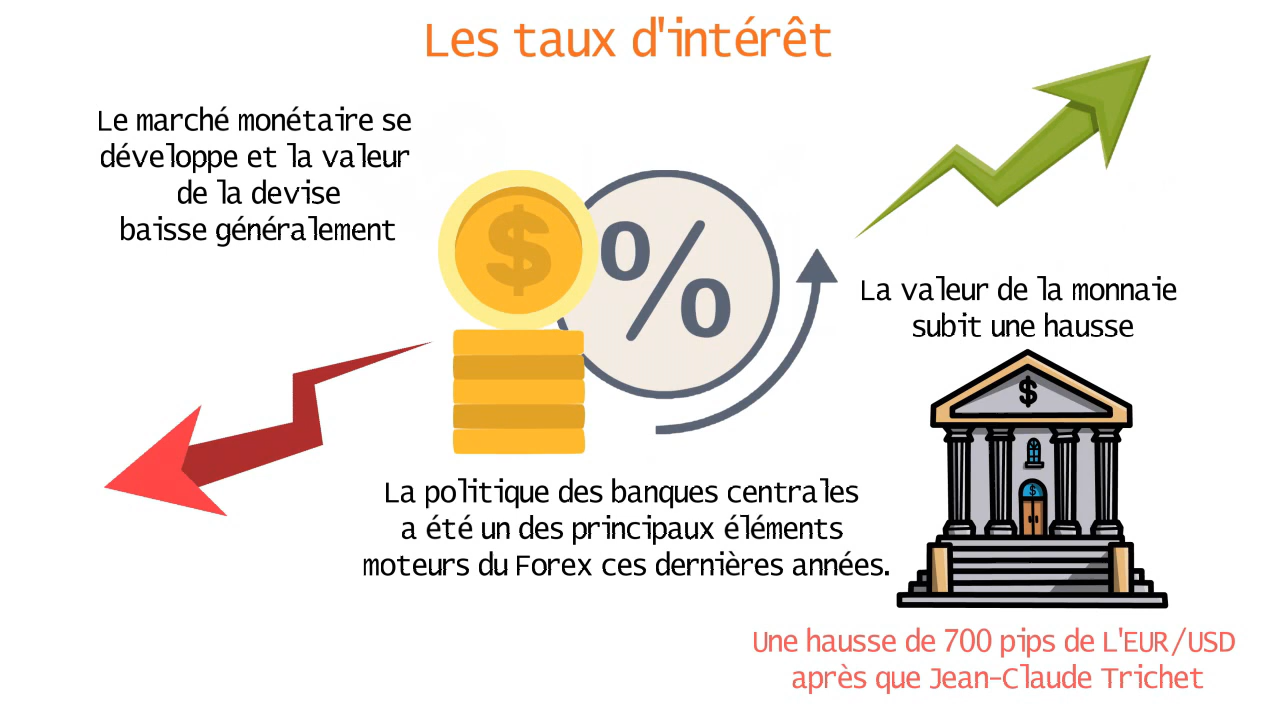 Les taux d'intérêt
Le marché monétaire se
développe et la valeur
de la devise
baisse généralement
$
%
La valeur de la monnaie
subit une hausse
$
$
La politique des banques centrales
a été un des principaux éléments
moteurs du Forex ces dernières années.
Une hausse de 700 pips de L'EUR/USD
après que Jean-Claude Trichet